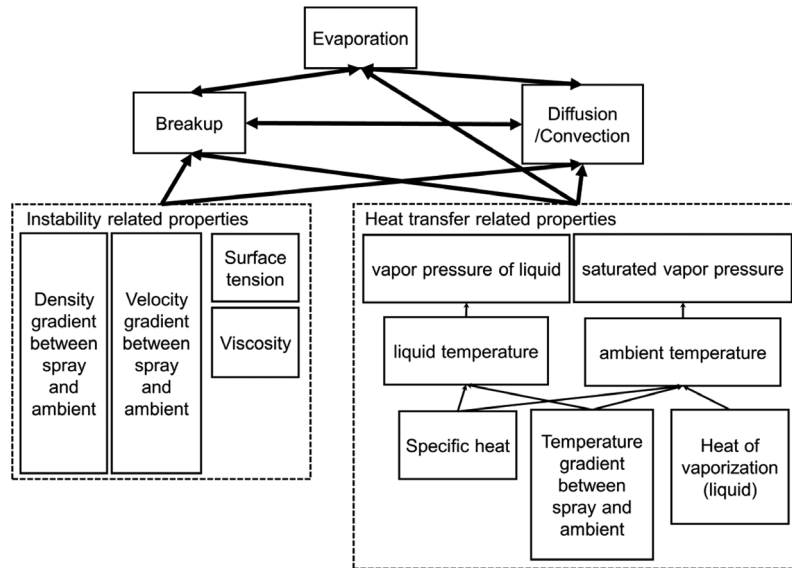 Evaporation
Breakup
Diffusion
/Convection
Instability related properties
Density
gradient
between
spray
and
ambient
Velocity
gradient
between
spray
and
ambient
Surface
tension
Viscosity
Heat transfer related properties
vapor pressure of liquid
saturated vapor pressure
liquid temperature
ambient temperature
Specific heat
Temperature
gradient
between
spray and
ambient
Heat of
vaporization
(liquid)